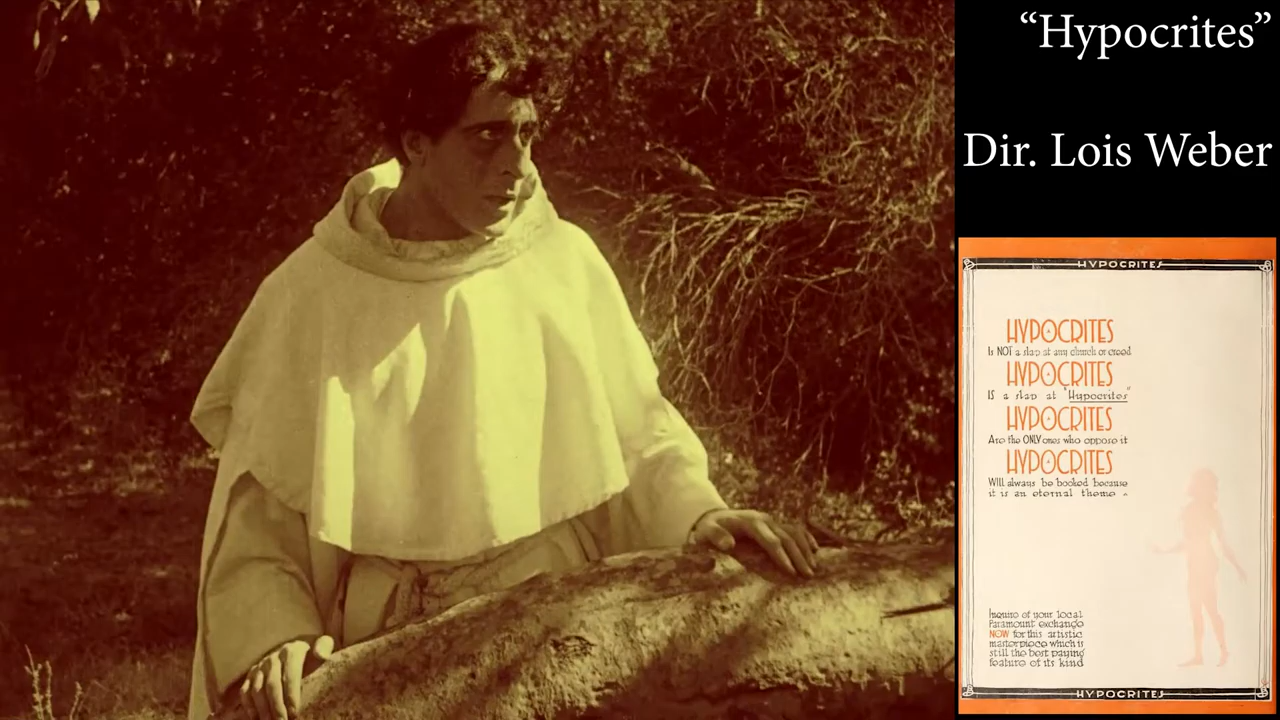 “Hypocrites”
Dir. Lois Weber
HYPOCRITES
HYPOCRITES
Is NOT a slap at any church or creed
HYPOCRITES
IS a slap at "Hypocrites"
HYPOCRITES
Are the ONLY ones who oppose it
HYPOCRITES
WILL always be booked because
it is an eternal theme
Inquire of your local
Paramount exchange
NOW for this artistic
masterpiece which is
still the best paying
feature of its kind
HYPOCRITES